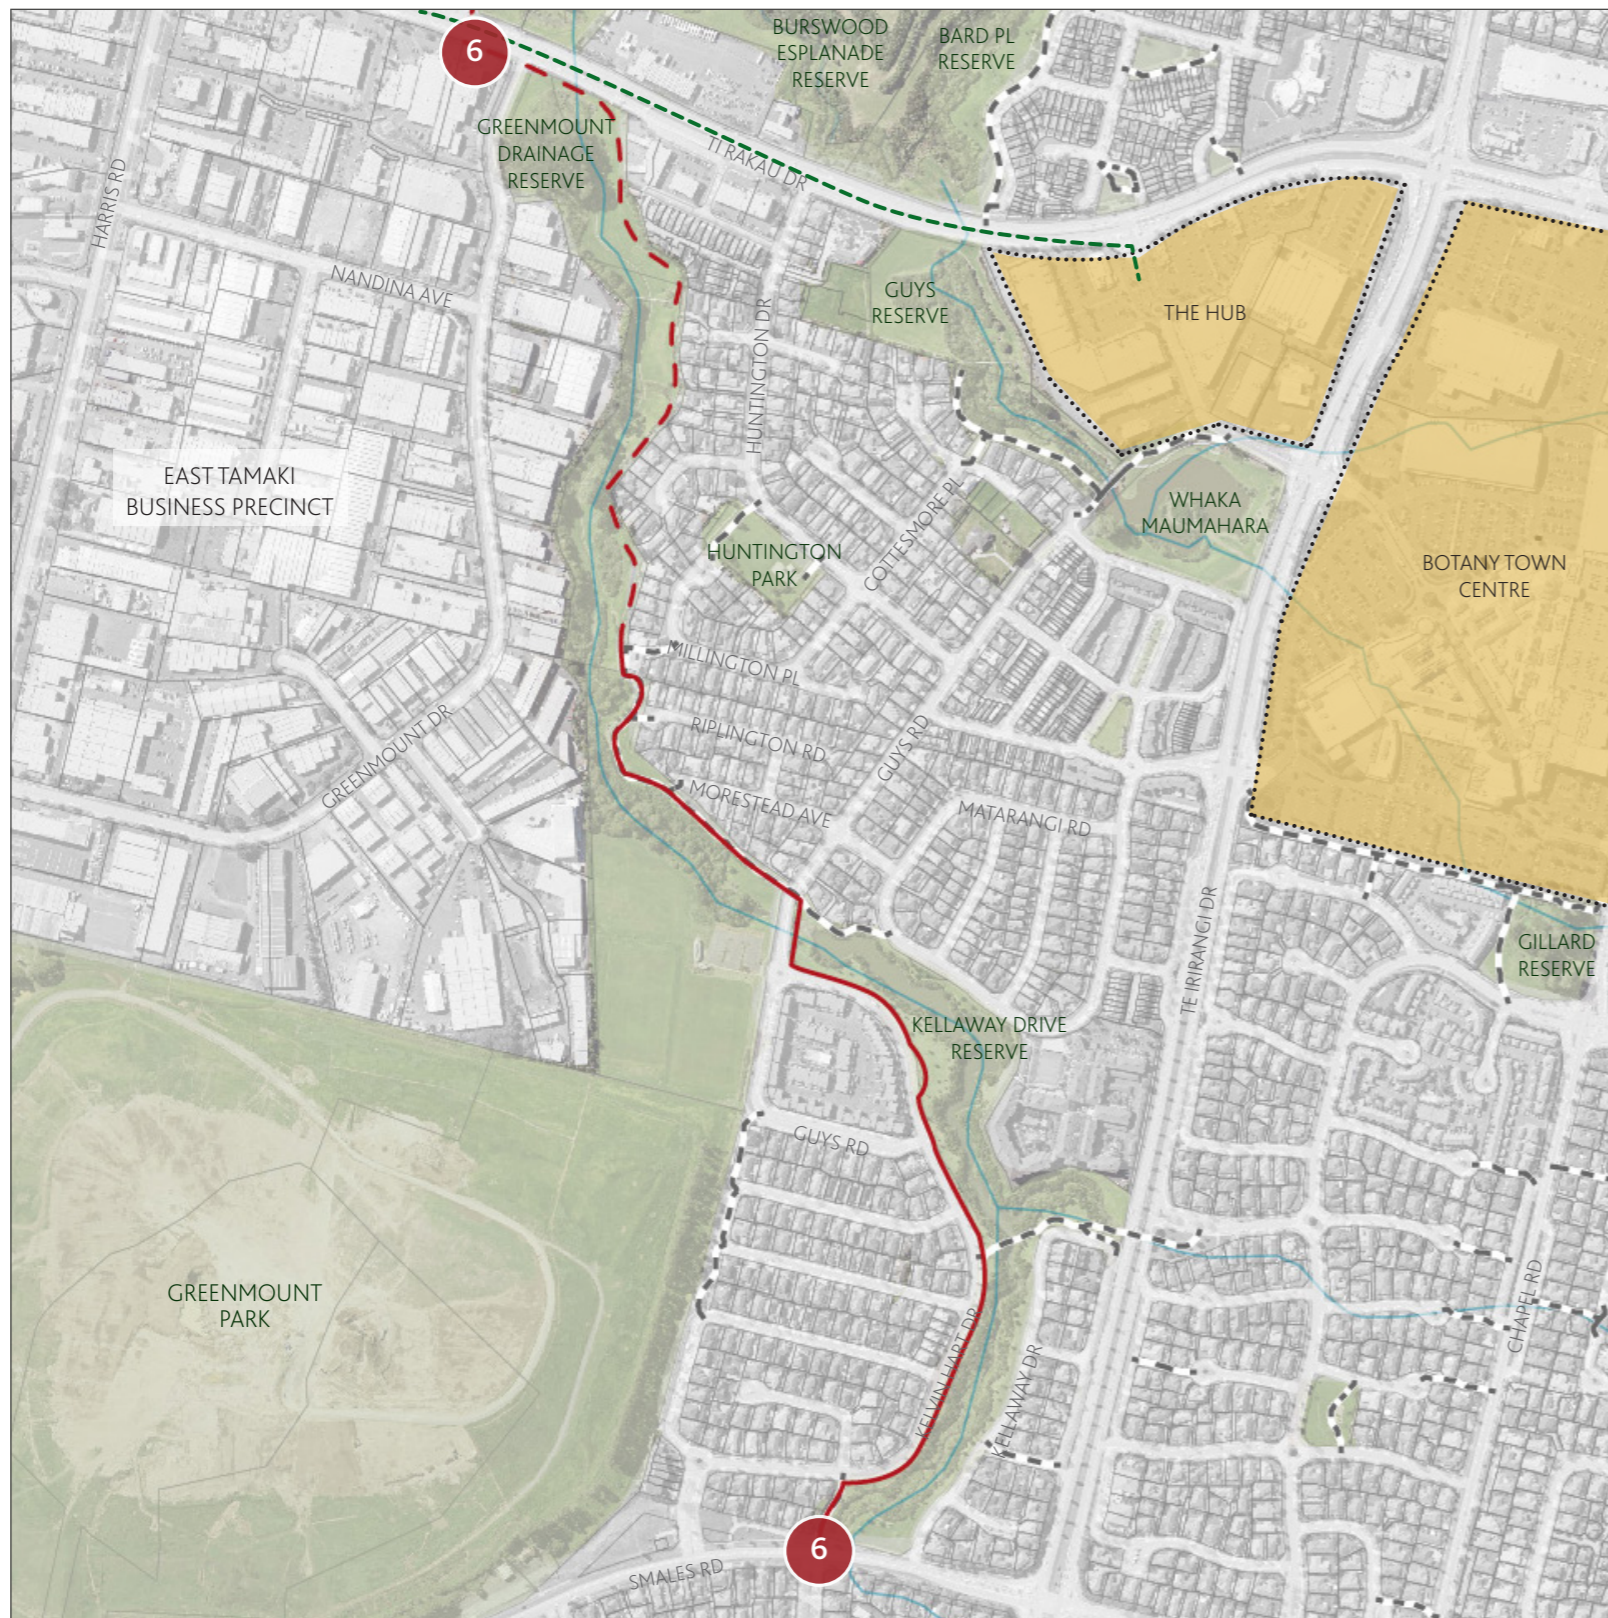 6
BURSWOOD
ESPLANADE
RESERVE
BARD PL
RESERVE
GREENMOUNT
DRAINAGE
RESERVE
TI RAKAU DR
HARRIS RD
NANDINA AVE
GUYS
RESERVE
THE HUB
HUNTINGTON DR
EAST TAMAKI
BUSINESS PRECINCT
COTTESMORE PL
WHAKA
MAUMAHARA
HUNTINGTON
PARK
BOTANY TOWN
CENTRE
MILLINGTON PL
RIPLINGTON RD
GUYS RD
GREENMOUNT DR
MORESTEAD AVE
MATARANGI RD
TE IRIRANGI DR
GILLARD
RESERVE
KELLAWAY DRIVE
RESERVE
GUYS RD
GREENMOUNT
PARK
CHAPEL RD
KELVIN HART DR
KELLAWAY DR
6
SMALES RD